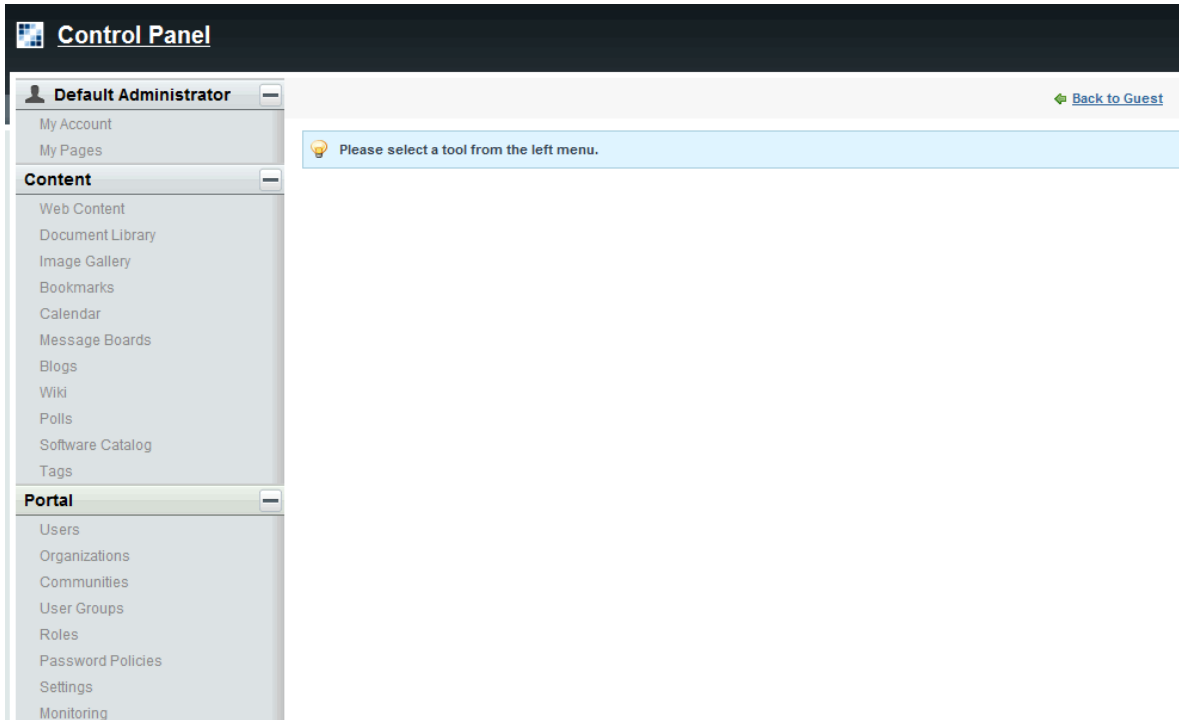 Control Panel
Default Administrator
Back to Guest
My Account
My Pages
Please select a tool from the left menu.
Content
Web Content
Document Library
Image Gallery
Bookmarks
Calendar
Message Boards
Blogs
Wiki
Polls
Software Catalog
Tags
Portal
Users
Organizations
Communities
User Groups
Roles
Password Policies
Settings
Monitoring